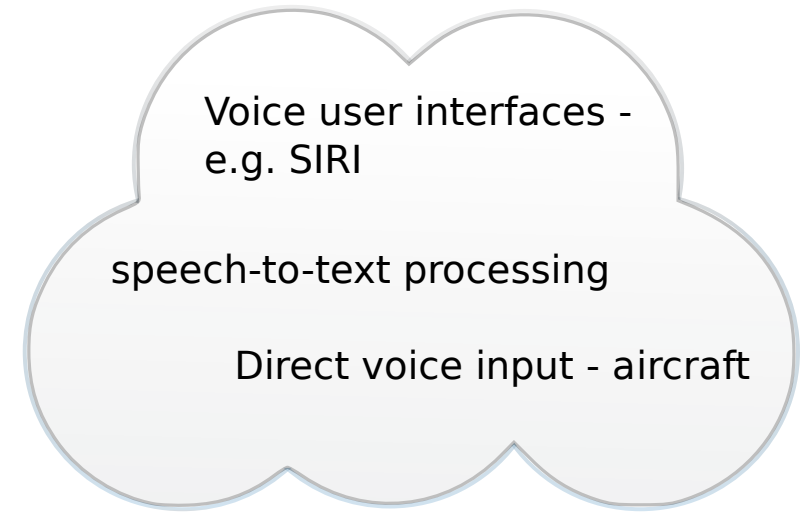 Voice user interfaces -
e.g. SIRI
speech-to-text processing
Direct voice input - aircraft